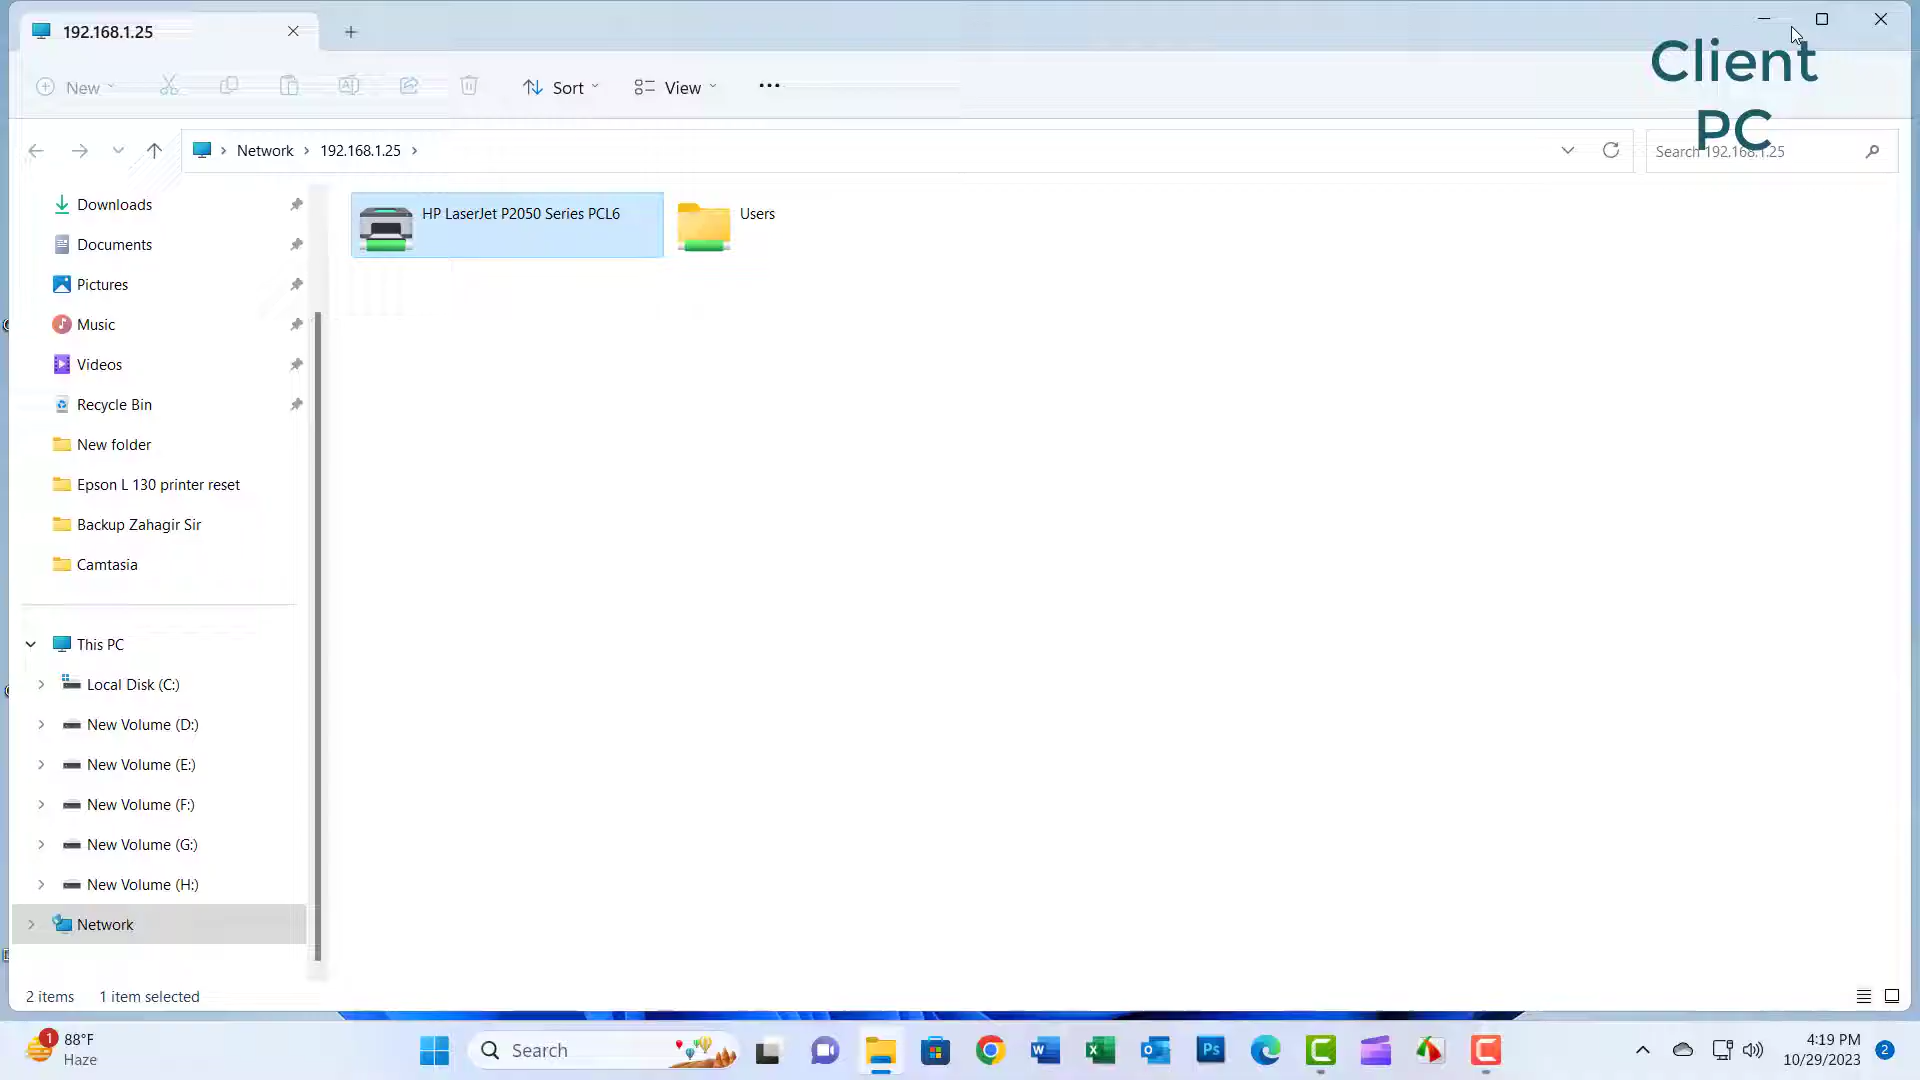 192.168.1.25
Client
PC
New
Sort
View
Network
192.168.1.25
Search 192.168.1.25
Downloads
Documents
Pictures
Music
Videos
Recycle Bin
New folder
Epson L 130 printer reset
Backup Zahagir Sir
Camtasia
This PC
Local Disk (C:)
New Volume (D:)
New Volume (E:)
New Volume (F:)
New Volume (G:)
New Volume (H:)
Network
HP LaserJet P2050 Series PCL6
Users
2 items
1 item selected
1
88°F
Haze
Search
4:19 PM
10/29/2023
2